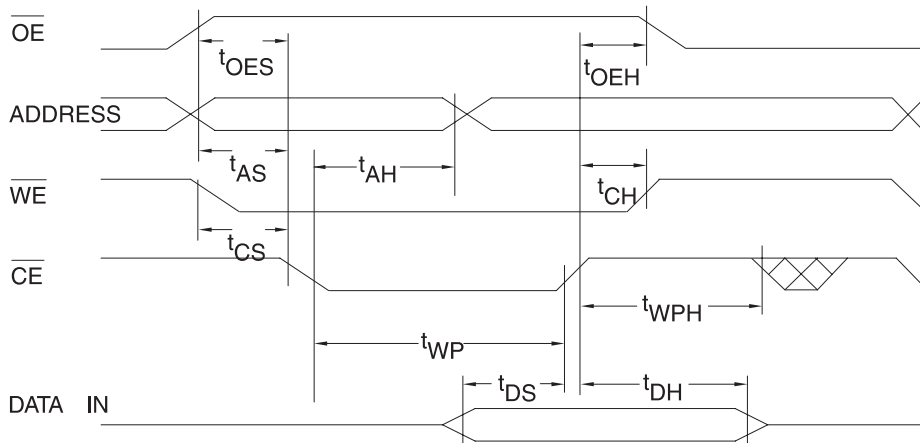 OE
tOES
tOEH
ADDRESS
tAS
tAH
tCH
WE
tCS
CE
tWPH
tWP
tDS
tDH
DATA IN